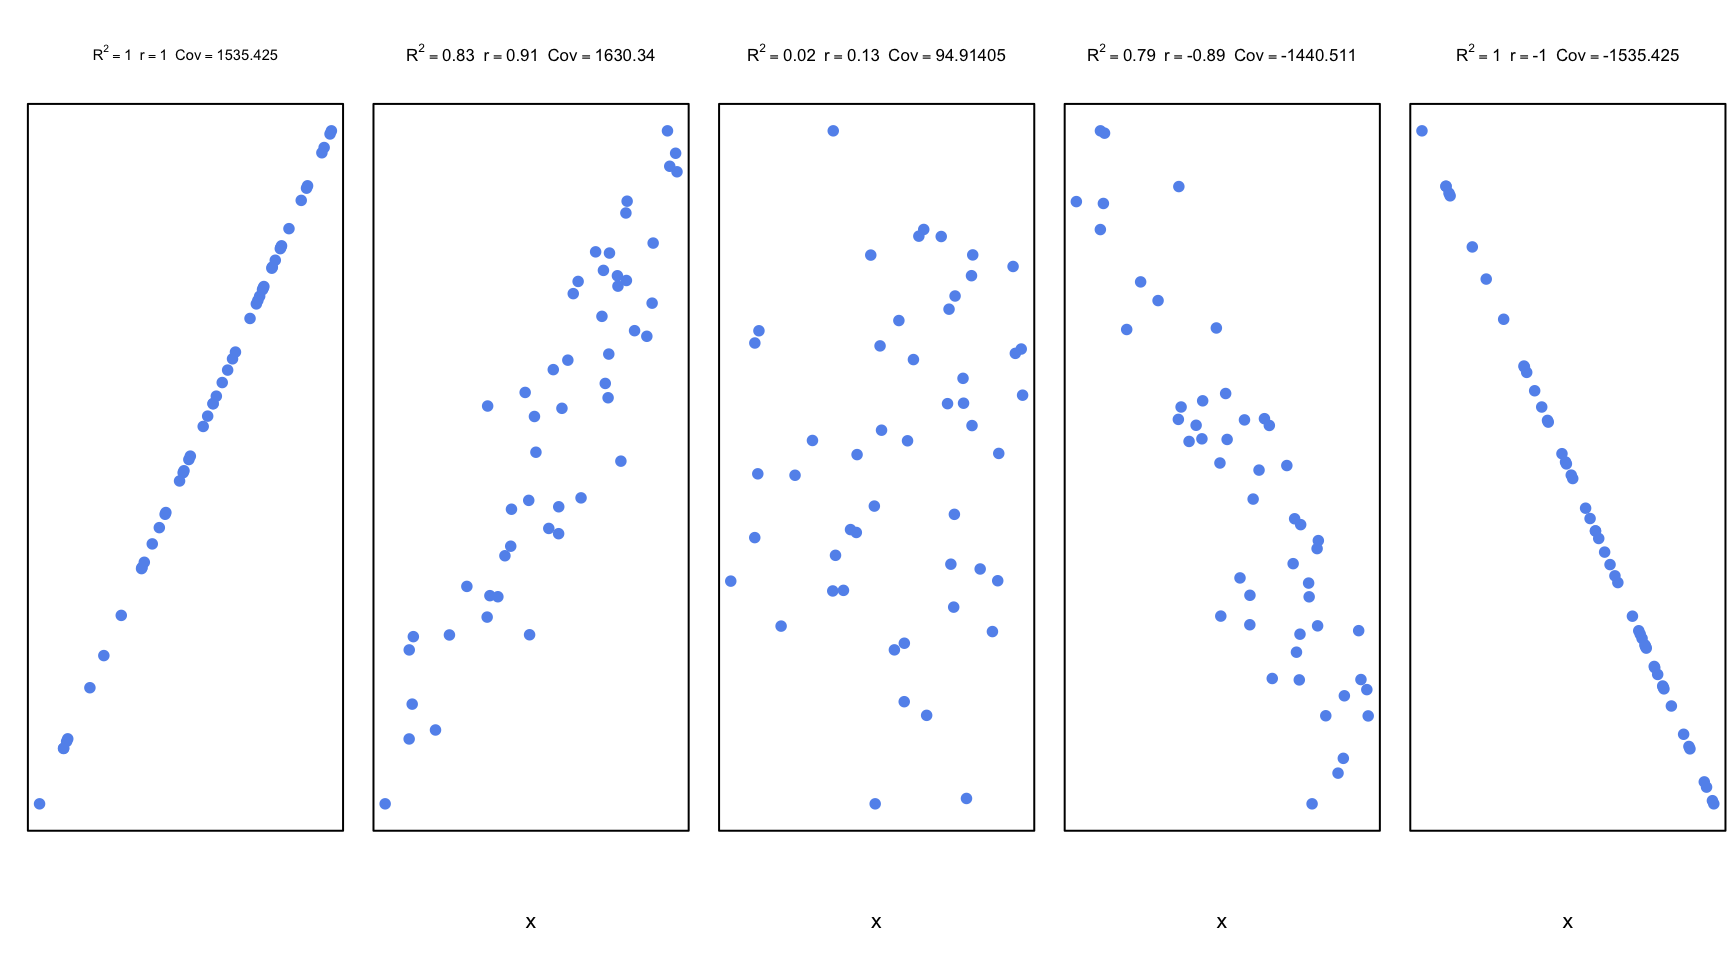 R² = 1 r = 1 Cov = 1535.425
R² = 0.83 r = 0.91 Cov = 1630.34
R² = 0.02 r = 0.13 Cov = 94.91405
R² = 0.79 r = -0.89 Cov = -1440.511
R² = 1 r = -1 Cov = -1535.425
x
x
x
x